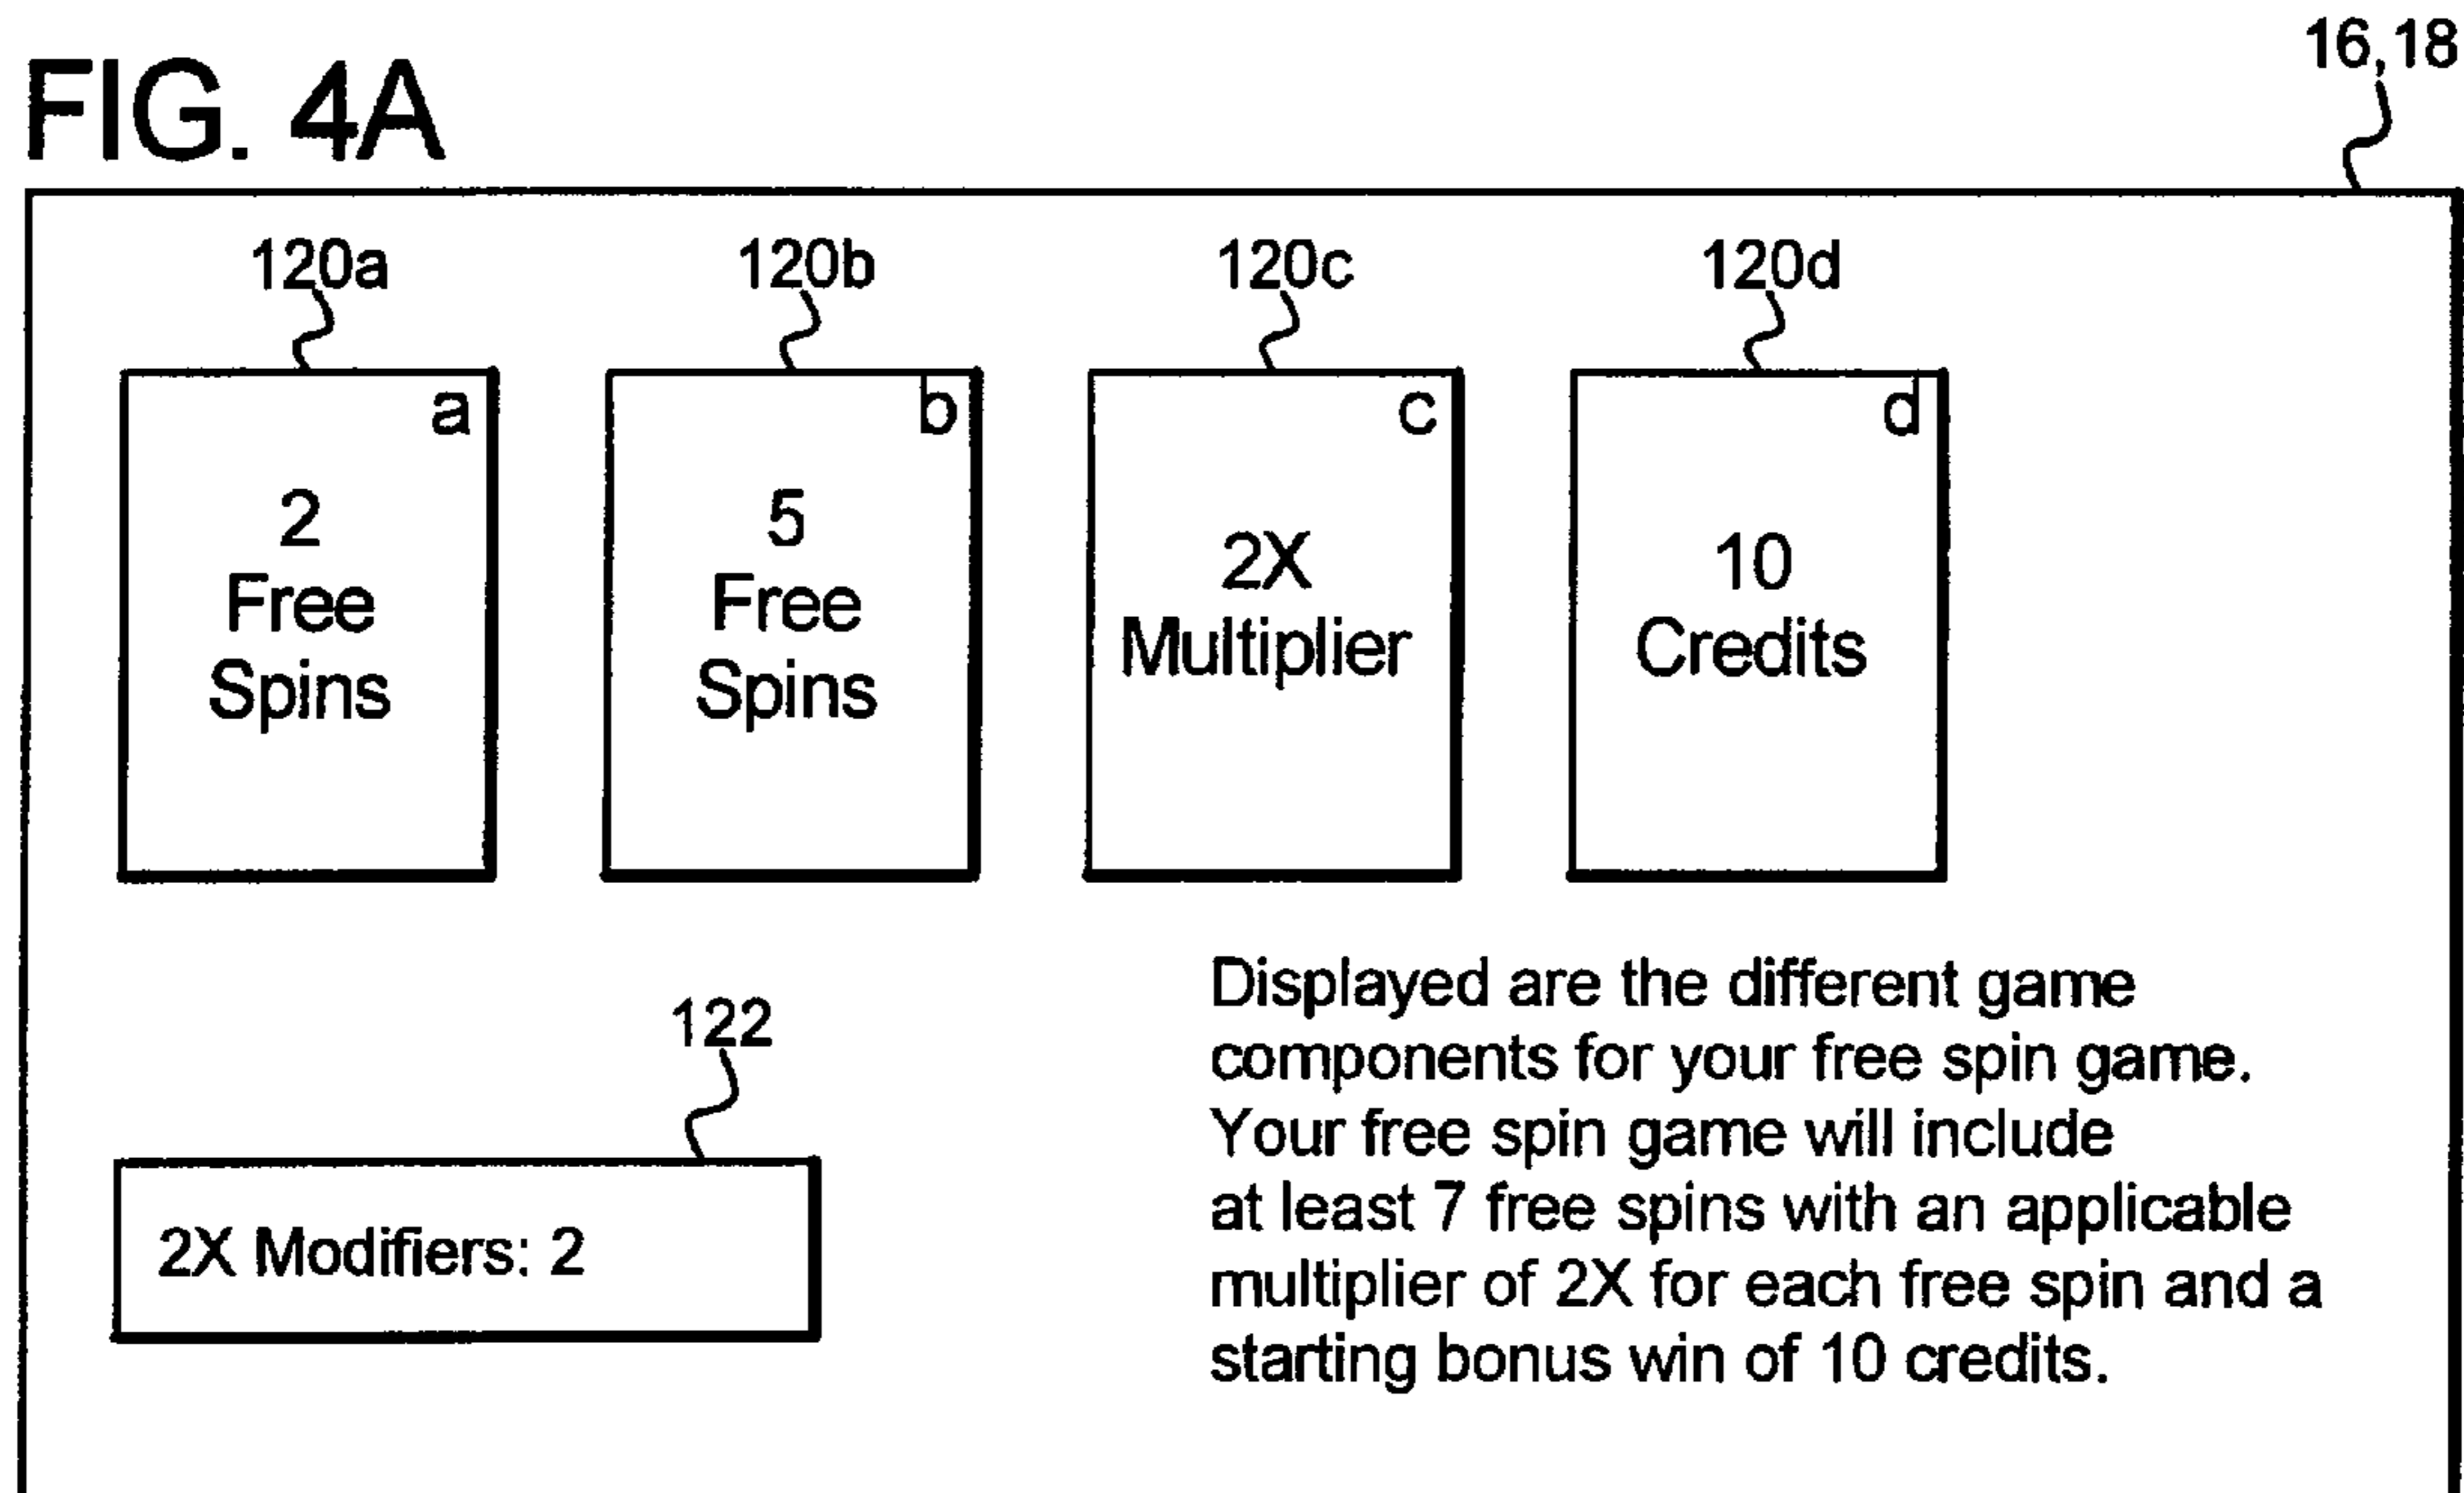 FIG. 4A
16,18
120a
120b
120c
120d
a
b
c
d
2
Free
Spins
5
Free
Spins
2X
Multiplier
10
Credits
122
2X Modifiers: 2
Displayed are the different game
components for your free spin game.
Your free spin game will include
at least 7 free spins with an applicable
multiplier of 2X for each free spin and a
starting bonus win of 10 credits.